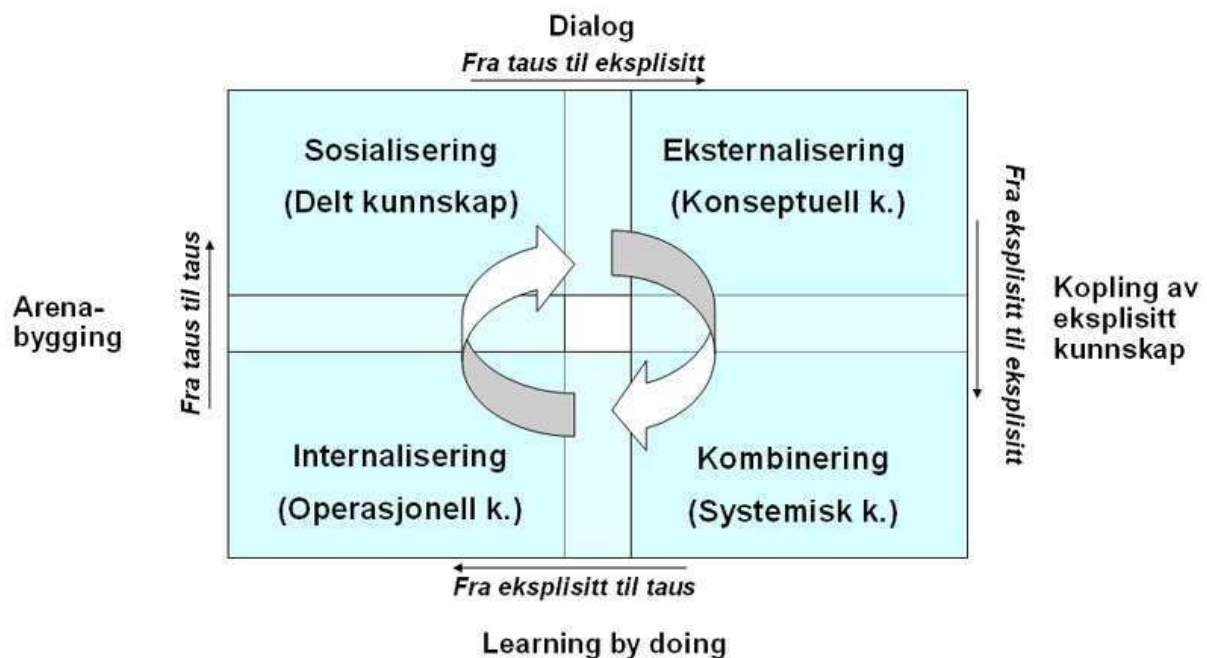 Dialog
Fra taus til eksplisitt
Sosialisering
(Delt kunnskap)
Eksternalisering
(Konseptuell k.)
Arena-
bygging
Fra taus til taus
Fra eksplisitt til eksplisitt
Kopling av
eksplisitt
kunnskap
Internalisering
(Operasjonell k.)
Kombinering
(Systemisk k.)
Fra eksplisitt til taus
Learning by doing